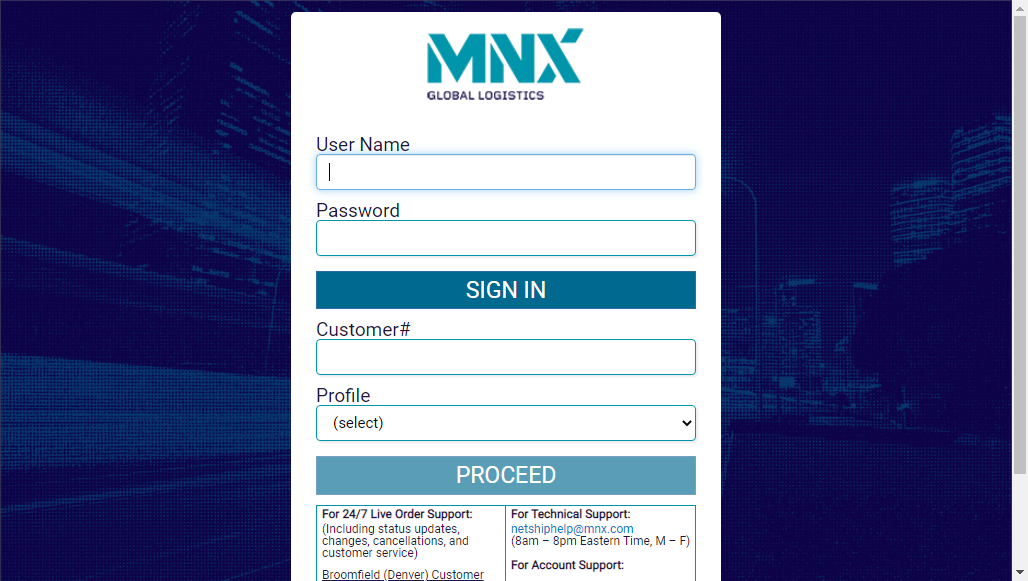 MNX
GLOBAL LOGISTICS
User Name
Password
SIGN IN
Customer#
Profile
(select)
PROCEED
For 24/7 Live Order Support:
(Including status updates,
changes, cancellations, and
customer service)
Broomfield (Denver) Customer
For Technical Support:
netshiphelp@mnx.com
(8am – 8pm Eastern Time, M – F)
For Account Support: